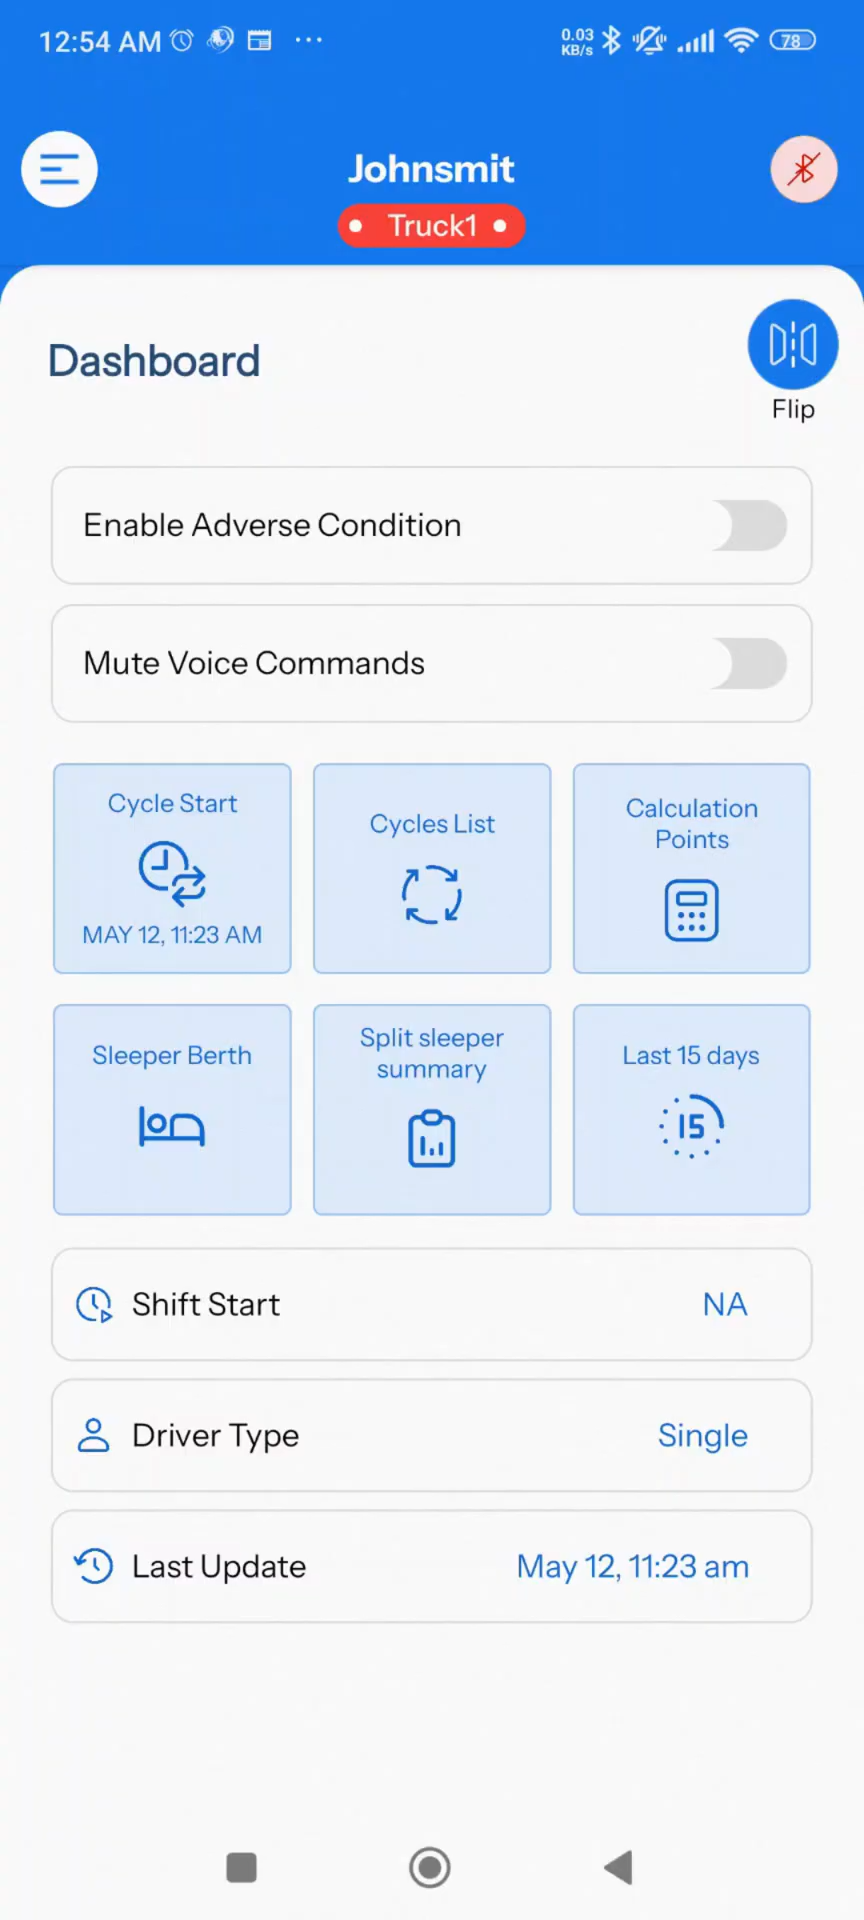 12:54 AM
0.03
KB/s
78
Johnsmit
Truck1
Dashboard
Flip
Enable Adverse Condition
Mute Voice Commands
Cycle Start
MAY 12, 11:23 AM
Cycles List
Calculation
Points
Sleeper Berth
Split sleeper
summary
Last 15 days
15
Shift Start
NA
Driver Type
Single
Last Update
May 12, 11:23 am